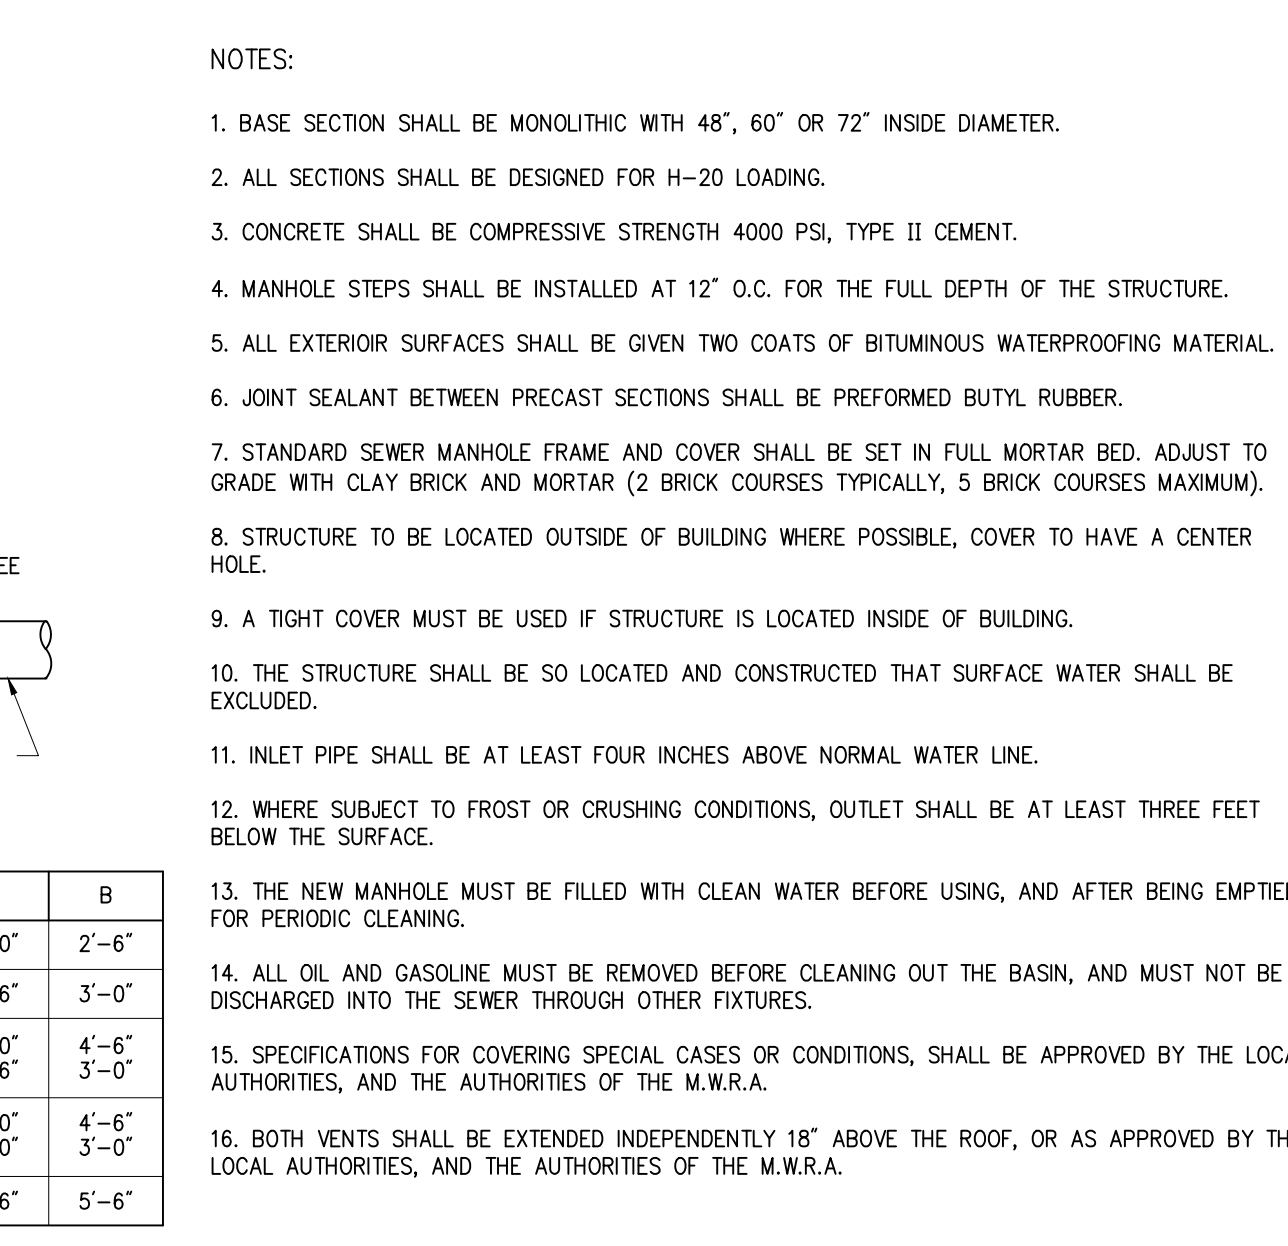 NOTES:
1. BASE SECTION SHALL BE MONOLITHIC WITH 48", 60" OR 72" INSIDE DIAMETER.
2. ALL SECTIONS SHALL BE DESIGNED FOR H-20 LOADING.
3. CONCRETE SHALL BE COMPRESSIVE STRENGTH 4000 PSI, TYPE II CEMENT.
4. MANHOLE STEPS SHALL BE INSTALLED AT 12" O.C. FOR THE FULL DEPTH OF THE STRUCTURE.
5. ALL EXTERIOIR SURFACES SHALL BE GIVEN TWO COATS OF BITUMINOUS WATERPROOFING MATERIAL.
6. JOINT SEALANT BETWEEN PRECAST SECTIONS SHALL BE PREFORMED BUTYL RUBBER.
7. STANDARD SEWER MANHOLE FRAME AND COVER SHALL BE SET IN FULL MORTAR BED. ADJUST TO
GRADE WITH CLAY BRICK AND MORTAR (2 BRICK COURSES TYPICALLY, 5 BRICK COURSES MAXIMUM).
8. STRUCTURE TO BE LOCATED OUTSIDE OF BUILDING WHERE POSSIBLE, COVER TO HAVE A CENTER
HOLE.
9. A TIGHT COVER MUST BE USED IF STRUCTURE IS LOCATED INSIDE OF BUILDING.
10. THE STRUCTURE SHALL BE SO LOCATED AND CONSTRUCTED THAT SURFACE WATER SHALL BE
EXCLUDED.
11. INLET PIPE SHALL BE AT LEAST FOUR INCHES ABOVE NORMAL WATER LINE.
12. WHERE SUBJECT TO FROST OR CRUSHING CONDITIONS, OUTLET SHALL BE AT LEAST THREE FEET
BELOW THE SURFACE.
13. THE NEW MANHOLE MUST BE FILLED WITH CLEAN WATER BEFORE USING, AND AFTER BEING EMPTIE
FOR PERIODIC CLEANING.
14. ALL OIL AND GASOLINE MUST BE REMOVED BEFORE CLEANING OUT THE BASIN, AND MUST NOT BE
DISCHARGED INTO THE SEWER THROUGH OTHER FIXTURES.
15. SPECIFICATIONS FOR COVERING SPECIAL CASES OR CONDITIONS, SHALL BE APPROVED BY THE LOCA
AUTHORITIES, AND THE AUTHORITIES OF THE M.W.R.A.
16. BOTH VENTS SHALL BE EXTENDED INDEPENDENTLY 18" ABOVE THE ROOF, OR AS APPROVED BY TH
LOCAL AUTHORITIES, AND THE AUTHORITIES OF THE M.W.R.A.
EE
B
0" 2'-6"
6" 3'-0"
0" 4'-6"
6" 3'-0"
0" 4'-6"
0" 3'-0"
6" 5'-6"